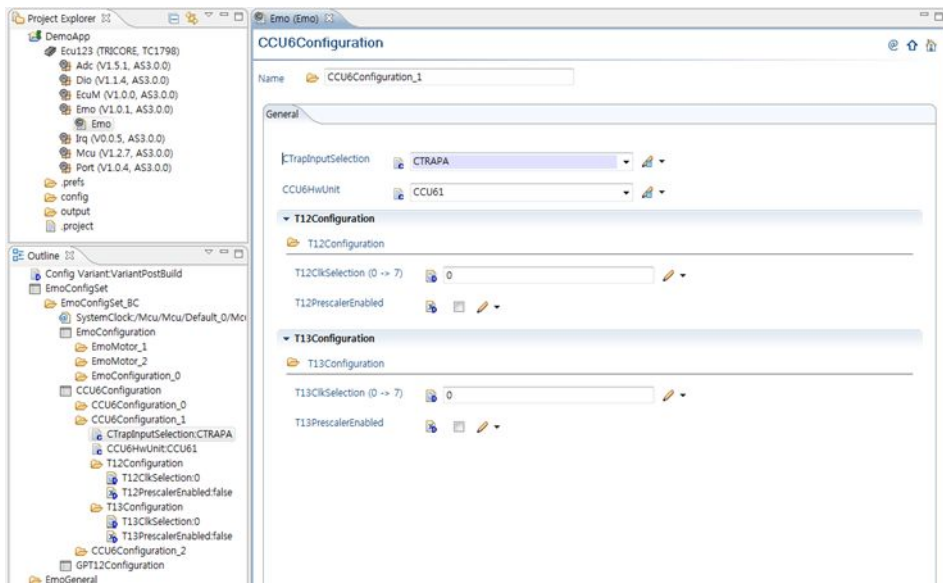 Project Explorer
DemoApp
Ecu123 (TRICORE, TC1798)
Adc (V1.5.1, AS3.0.0)
Dio (V1.1.4, AS3.0.0)
EcuM (V1.0.0, AS3.0.0)
Emo (V1.0.1, AS3.0.0)
Emo
Irq (V0.0.5, AS3.0.0)
Mcu (V1.2.7, AS3.0.0)
Port (V1.0.4, AS3.0.0)
.prefs
config
output
.project
Outline
Config Variant:VariantPostBuild
EmoConfigSet
EmoConfigSet_BC
SystemClock:/Mcu/Mcu/Default_0/Mc
EmoConfiguration
EmoMotor_1
EmoMotor_2
EmoConfiguration_0
CCU6Configuration
CCU6Configuration_0
CCU6Configuration_1
CTrapInputSelection:CTRAPA
CCU6HwUnit:CCU61
T12Configuration
T12ClkSelection:0
T12PrescalerEnabled:false
T13Configuration
T13ClkSelection:0
T13PrescalerEnabled:false
CCU6Configuration_2
GPT12Configuration
EmoGeneral
Emo (Emo)
CCU6Configuration
Name CCU6Configuration_1
General
CTrapInputSelection CTRAPA
CCU6HwUnit CCU61
T12Configuration
T12Configuration
T12ClkSelection (0 -> 7) 0
T12PrescalerEnabled
T13Configuration
T13Configuration
T13ClkSelection (0 -> 7) 0
T13PrescalerEnabled